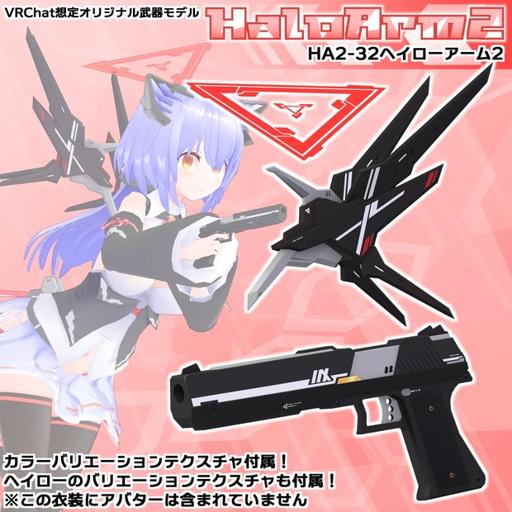 VRChat想定オリジナル武器モデル
HaloArm2
HA2-32ヘイローアーム2
IN
カラーバリエーションテクスチャ付属！
ヘイローのバリエーションテクスチャも付属！
※この衣装にアバターは含まれていません